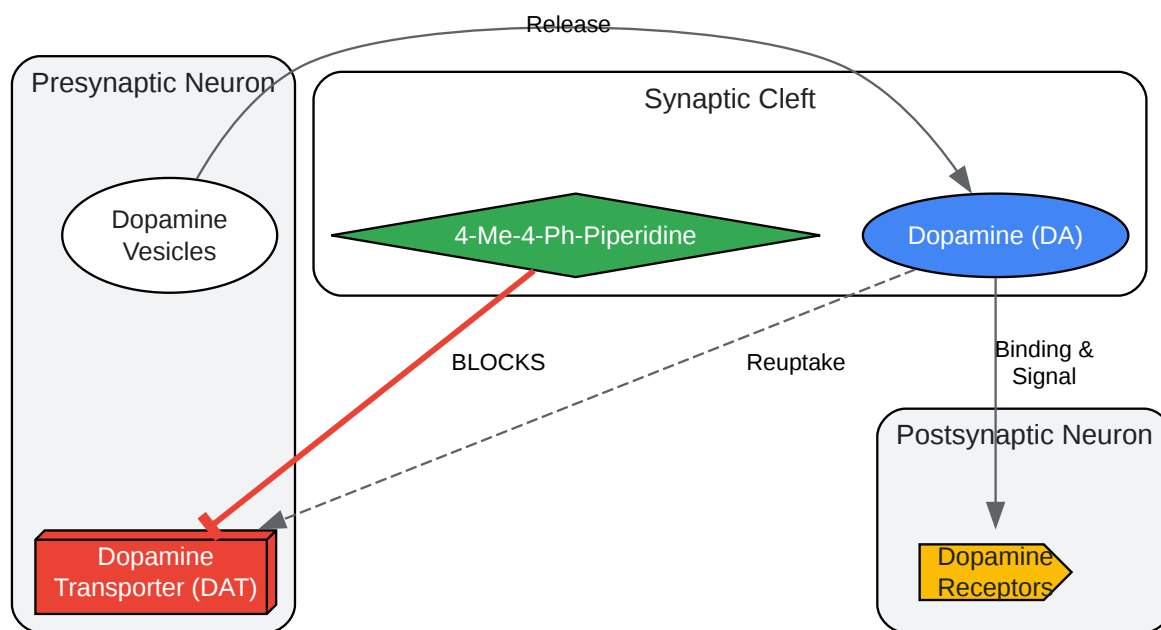 Release
Presynaptic Neuron
Synaptic Cleft
Dopamine
Vesicles
4-Me-4-Ph-Piperidine
Dopamine (DA)
BLOCKS
Reuptake
Binding &
Signal
Postsynaptic Neuron
Dopamine
Transporter (DAT)
Dopamine
Receptors